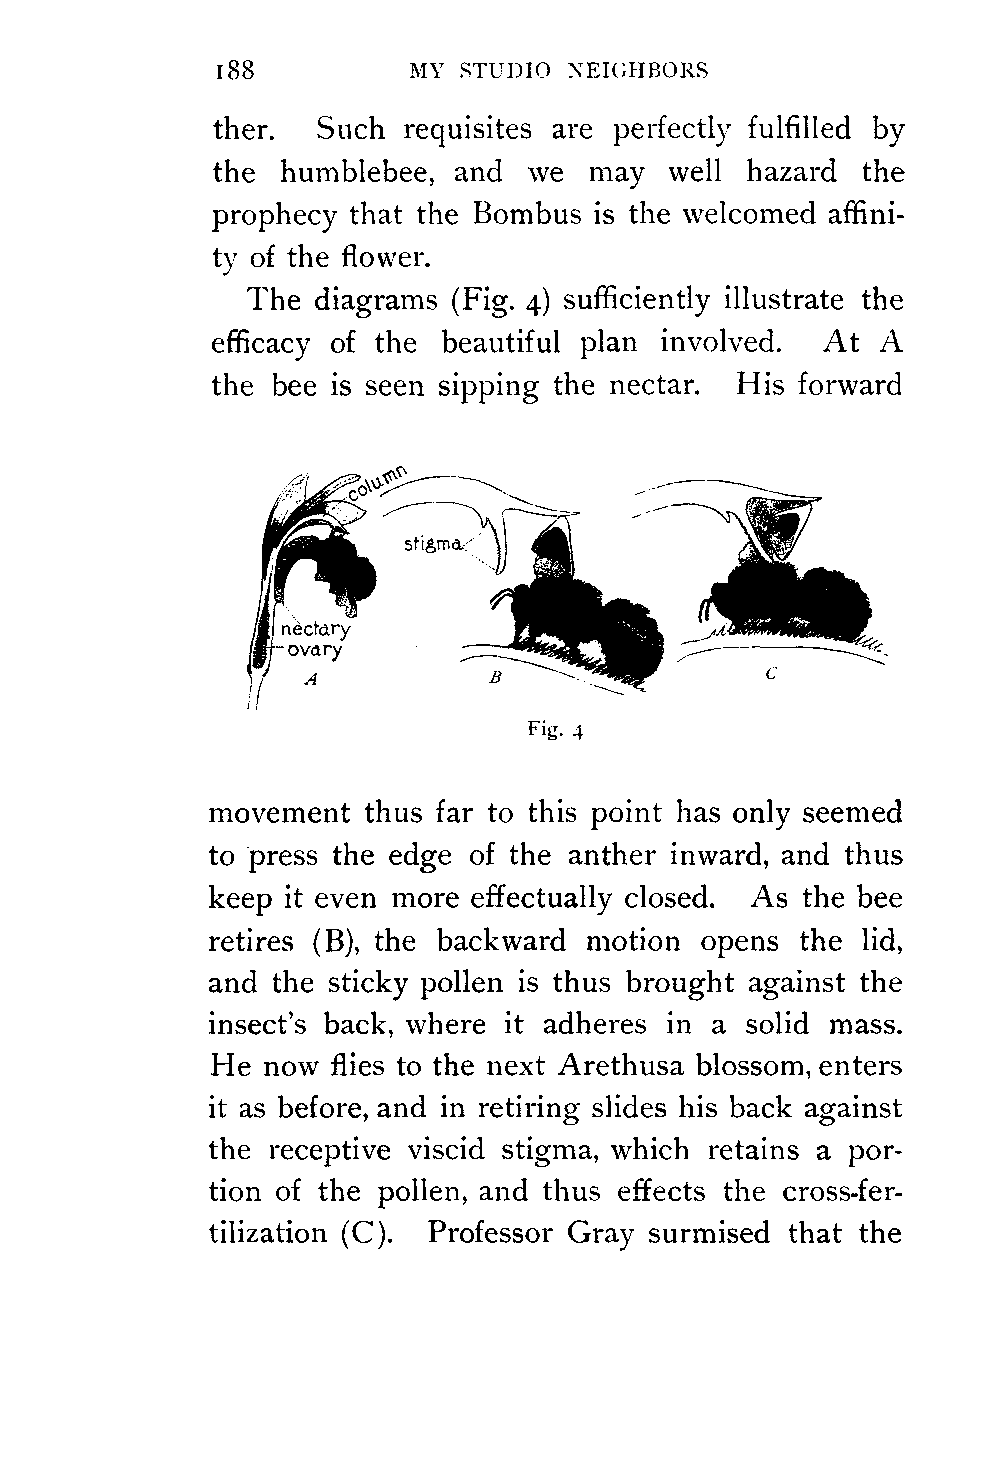 188 MY STUDIO NEIGHBORS
ther. Such requisites are perfectly fulfilled by
the humblebee, and we may well hazard the
prophecy that the Bombus is the welcomed affini-
ty of the flower.
The diagrams (Fig. 4) sufficiently illustrate the
efficacy of the beautiful plan involved. At A
the bee is seen sipping the nectar. His forward
column
stigma
nectary
ovary
A
B
C
Fig. 4
movement thus far to this point has only seemed
to press the edge of the anther inward, and thus
keep it even more effectually closed. As the bee
retires (B), the backward motion opens the lid,
and the sticky pollen is thus brought against the
insect's back, where it adheres in a solid mass.
He now flies to the next Arethusa blossom, enters
it as before, and in retiring slides his back against
the receptive viscid stigma, which retains a por-
tion of the pollen, and thus effects the cross-fer-
tilization (C). Professor Gray surmised that the